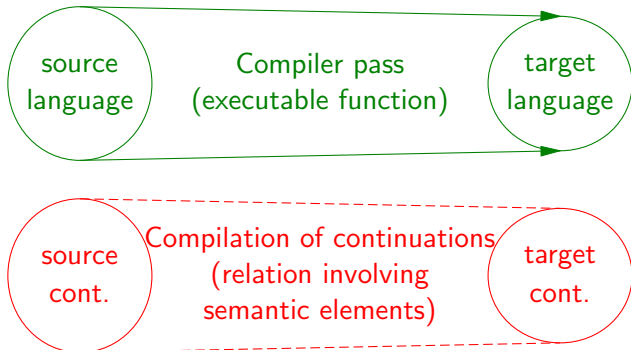 source
language
Compiler pass
(executable function)
target
language
source
cont.
Compilation of continuations
(relation involving
semantic elements)
target
cont.